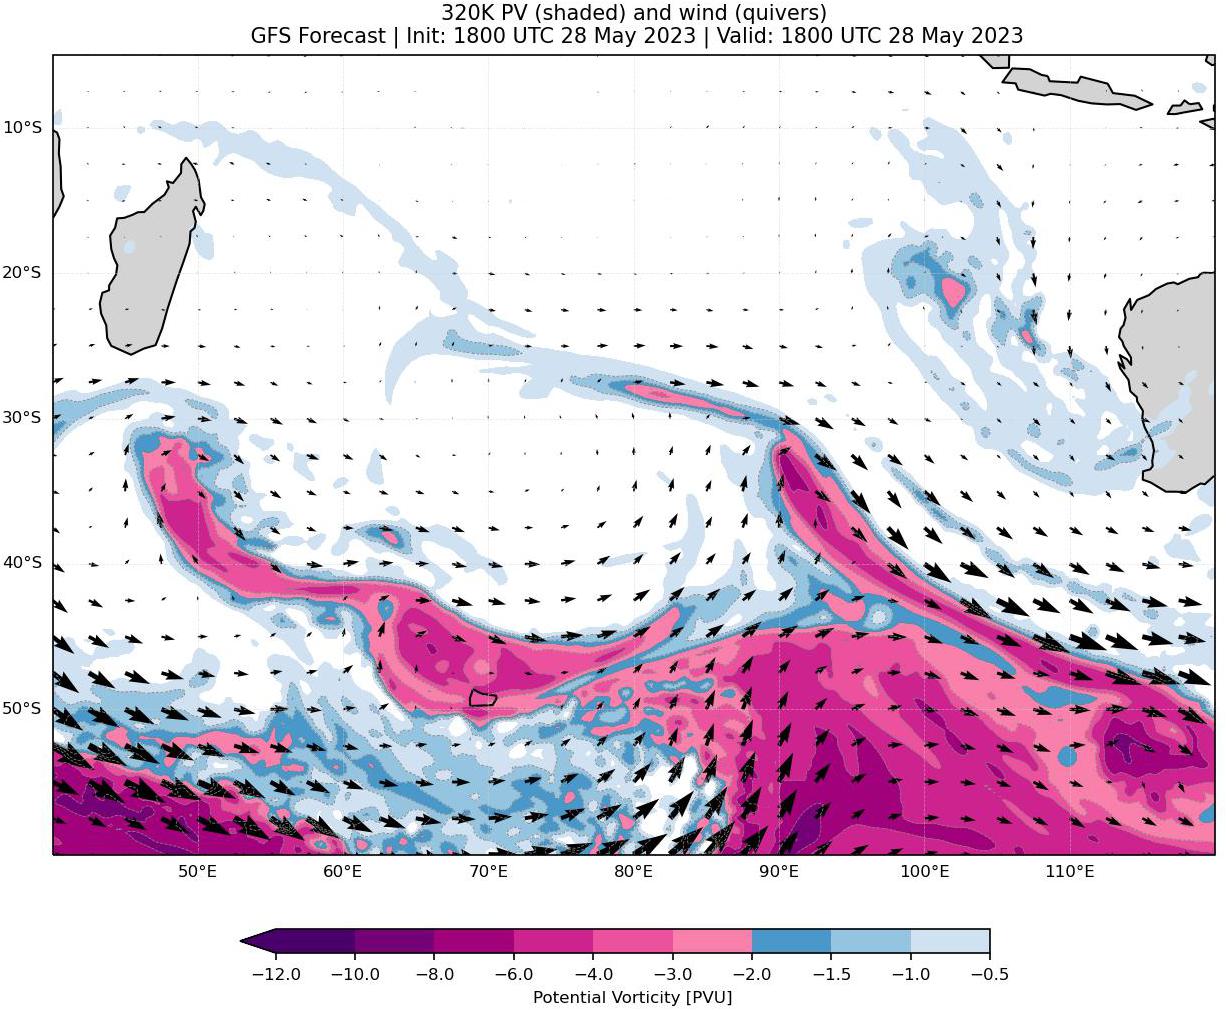 320K PV (shaded) and wind (quivers)
GFS Forecast | Init: 1800 UTC 28 May 2023 | Valid: 1800 UTC 28 May 2023
10°S
20°S
30°S
40°S
50°S
50°E 60°E 70°E 80°E 90°E 100°E 110°E
−12.0 −10.0 −8.0 −6.0 −4.0 −3.0 −2.0 −1.5 −1.0 −0.5
Potential Vorticity [PVU]